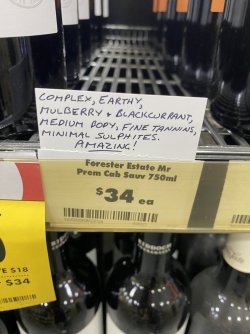 COMPLEX, EARTHY,
MULBERRY & BLACKCURRANT,
MEDIUM BODY, FINE TANNINS,
MINIMAL SULPHITES.
AMAZING!
Forester Estate Mr
Prem Cab Sauv 750ml
$34 ea
E $18
$34